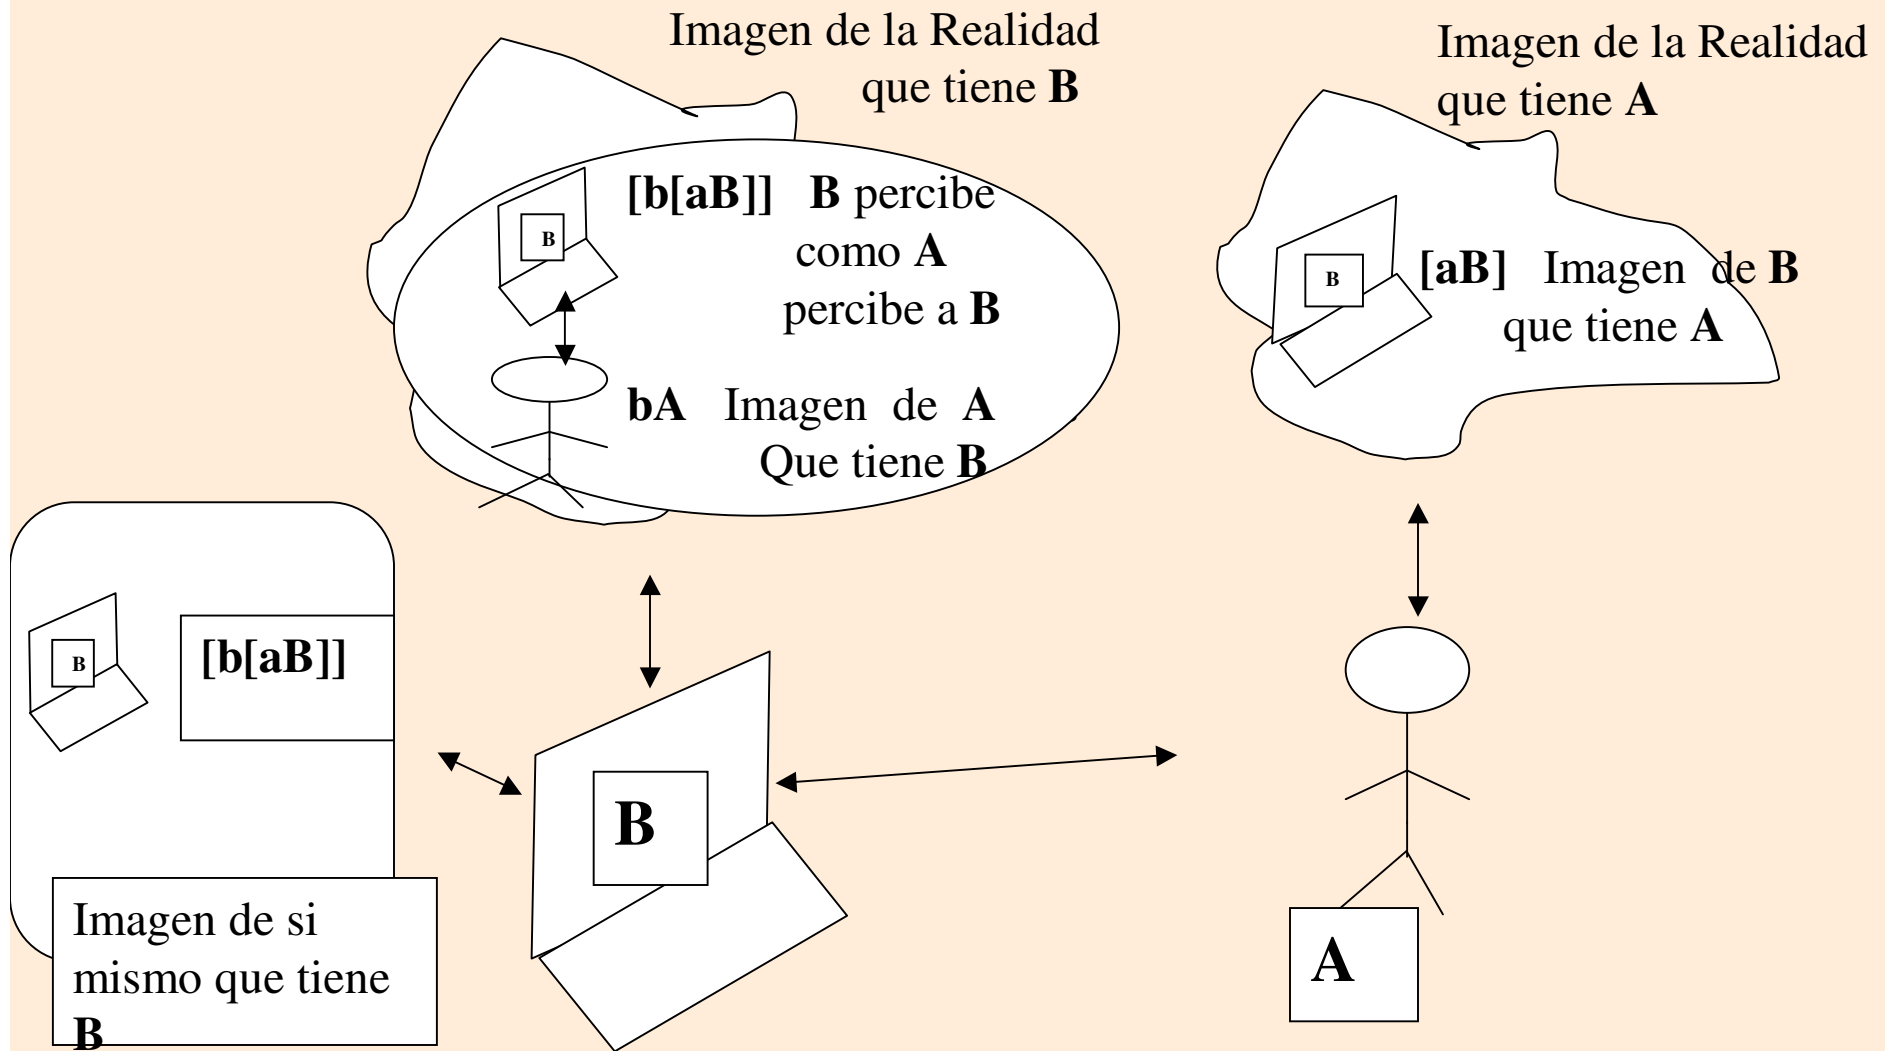 Imagen de la Realidad
que tiene B
Imagen de la Realidad
que tiene A
B
[b[aB]] B percibe
como A
percibe a B
bA Imagen de A
Que tiene B
B
[aB] Imagen de B
que tiene A
B
[b[aB]]
Imagen de si
mismo que tiene
B
B
A